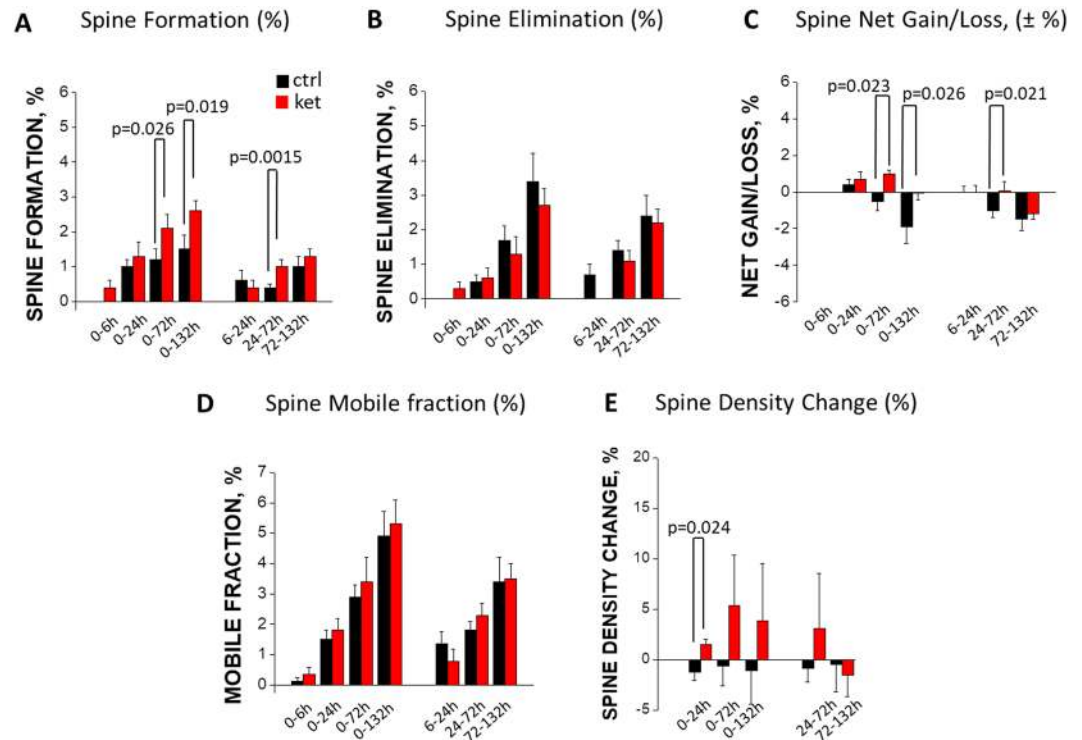 A Spine Formation (%)
ctrl
ket
p=0.019
p=0.026
p=0.0015
SPINE FORMATION, %
6
5
4
3
2
1
0
0-6h
0-24h
0-72h
0-132h
6-24h
24-72h
72-132h
B Spine Elimination (%)
SPINE ELIMINATION, %
6
5
4
3
2
1
0
0-6h
0-24h
0-72h
0-132h
6-24h
24-72h
72-132h
C Spine Net Gain/Loss, (± %)
p=0.023
p=0.026
p=0.021
NET GAIN/LOSS, %
6
4
2
0
-2
-4
-6
0-6h
0-24h
0-72h
0-132h
6-24h
24-72h
72-132h
D Spine Mobile fraction (%)
MOBILE FRACTION, %
7
6
5
4
3
2
1
0
0-6h
0-24h
0-72h
0-132h
6-24h
24-72h
72-132h
E Spine Density Change (%)
p=0.024
SPINE DENSITY CHANGE, %
20
15
10
5
0
-5
0-24h
0-72h
0-132h
24-72h
72-132h